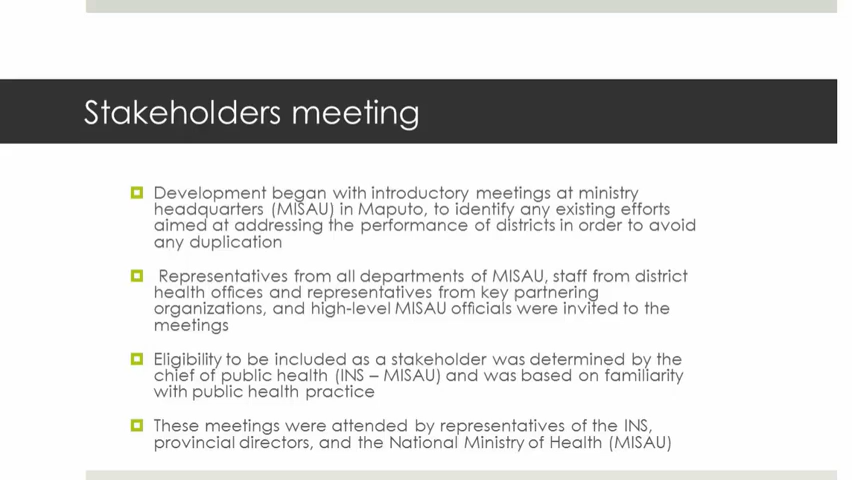 Stakeholders meeting
Development began with introductory meetings at ministry
headquarters (MISAU) in Maputo, to identify any existing efforts
aimed at addressing the performance of districts in order to avoid
any duplication
Representatives from all departments of MISAU, staff from district
health offices and representatives from key partnering
organizations, and high-level MISAU officials were invited to the
meetings
Eligibility to be included as a stakeholder was determined by the
chief of public health (INS – MISAU) and was based on familiarity
with public health practice
These meetings were attended by representatives of the INS,
provincial directors, and the National Ministry of Health (MISAU)